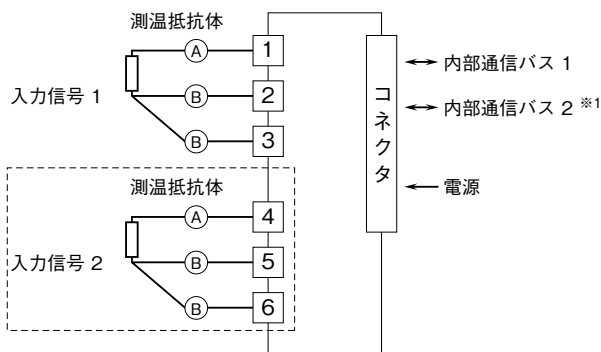 測温抵抗体
入力信号 1
A 1
B 2
B 3
測温抵抗体
入力信号 2
A 4
B 5
B 6
コネクタ
内部通信バス 1
内部通信バス 2 ※1
電源